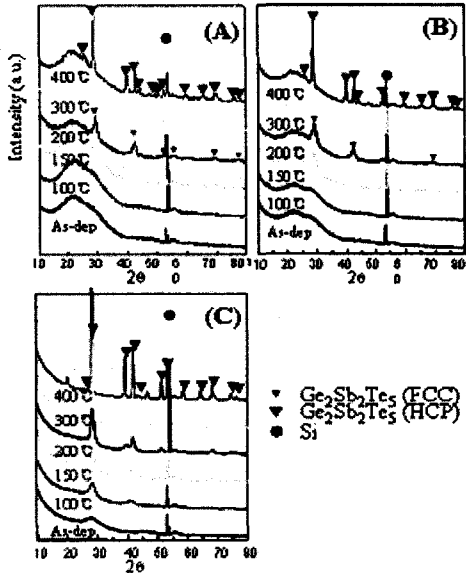 (A)
400℃
300℃
200℃
150℃
100℃
As-dep
10 20 30 40 50 60 70 80
2θ
Intensity (a.u.)
(B)
400℃
300℃
200℃
150℃
100℃
As-dep
10 20 30 40 50 60 70 80
2θ
(C)
400℃
300℃
200℃
150℃
100℃
As-dep
10 20 30 40 50 60 70 80
2θ
Ge₂Sb₂Te₅ (FCC)
Ge₂Sb₂Te₅ (HCP)
Si